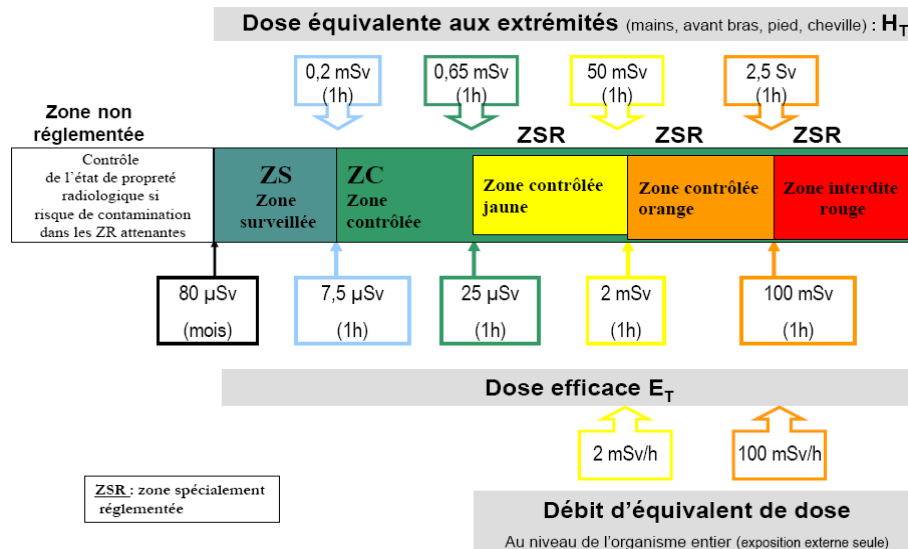 Dose équivalente aux extrémités (mains, avant bras, pied, cheville) : H_T
0,2 mSv
(1h)
0,65 mSv
(1h)
50 mSv
(1h)
2,5 Sv
(1h)
Zone non
réglementée
ZSR
ZSR
ZSR
Contrôle
de l'état de propreté
radiologique si
risque de contamination
dans les ZR attenantes
ZS
Zone
surveillée
ZC
Zone
contrôlée
Zone contrôlée
jaune
Zone contrôlée
orange
Zone interdite
rouge
80 µSv
(mois)
7,5 µSv
(1h)
25 µSv
(1h)
2 mSv
(1h)
100 mSv
(1h)
Dose efficace E_T
2 mSv/h
100 mSv/h
ZSR : zone spécialement
réglementée
Débit d'équivalent de dose
Au niveau de l'organisme entier (exposition externe seule)